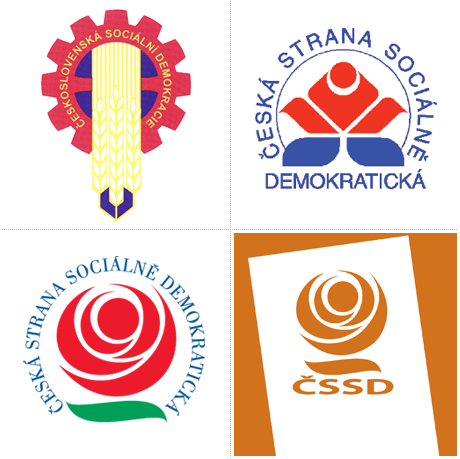 ČESKOSLOVENSKÁ SOCIÁLNÍ DEMOKRACIE
ČESKÁ STRANA SOCIÁLNĚ
DEMOKRATICKÁ
ČESKÁ STRANA SOCIÁLNĚ DEMOKRATICKÁ
ČSSD